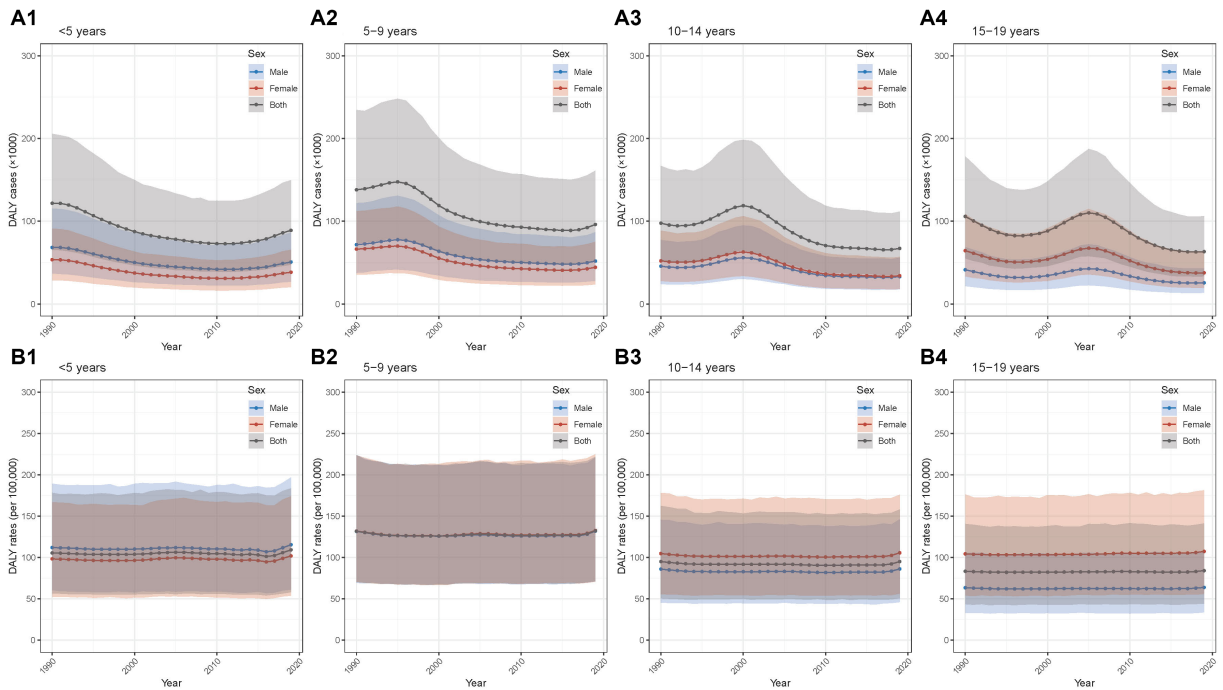 A1
<5 years
DALY cases (×1000)
300
200
100
0
1990
2000
2010
2020
Year
Sex
Male
Female
Both
A2
5−9 years
DALY cases (×1000)
300
200
100
0
1990
2000
2010
2020
Year
Sex
Male
Female
Both
A3
10−14 years
DALY cases (×1000)
300
200
100
0
1990
2000
2010
2020
Year
Sex
Male
Female
Both
A4
15−19 years
DALY cases (×1000)
300
200
100
0
1990
2000
2010
2020
Year
Sex
Male
Female
Both
B1
<5 years
DALY rates (per 100,000)
300
250
200
150
100
50
0
1990
2000
2010
2020
Year
Sex
Male
Female
Both
B2
5−9 years
DALY rates (per 100,000)
300
250
200
150
100
50
0
1990
2000
2010
2020
Year
Sex
Male
Female
Both
B3
10−14 years
DALY rates (per 100,000)
300
250
200
150
100
50
0
1990
2000
2010
2020
Year
Sex
Male
Female
Both
B4
15−19 years
DALY rates (per 100,000)
300
250
200
150
100
50
0
1990
2000
2010
2020
Year
Sex
Male
Female
Both